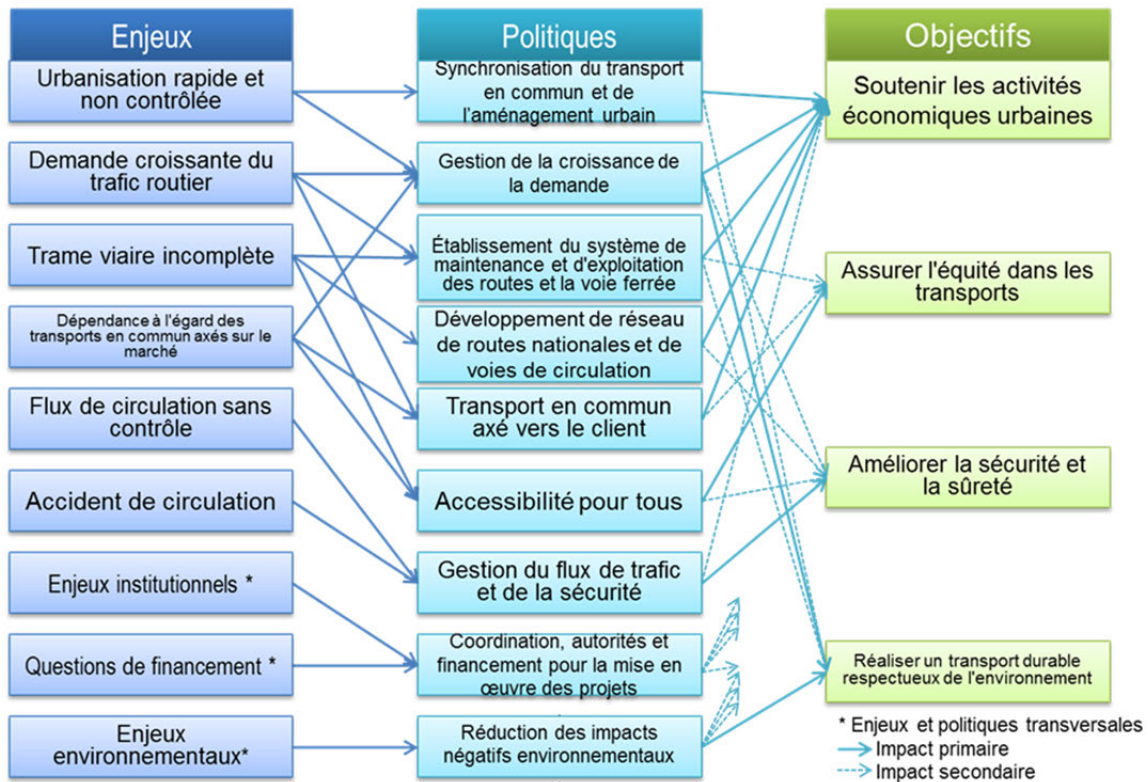 Enjeux
Urbanisation rapide et
non contrôlée
Demande croissante du
trafic routier
Trame viaire incomplète
Dépendance à l'égard des
transports en commun axés sur le
marché
Flux de circulation sans
contrôle
Accident de circulation
Enjeux institutionnels *
Questions de financement *
Enjeux
environnementaux*
Politiques
Synchronisation du transport
en commun et de
l'aménagement urbain
Gestion de la croissance de
la demande
Établissement du système de
maintenance et d'exploitation
des routes et la voie ferrée
Développement de réseau
de routes nationales et de
voies de circulation
Transport en commun
axé vers le client
Accessibilité pour tous
Gestion du flux de trafic
et de la sécurité
Coordination, autorités et
financement pour la mise en
œuvre des projets
Réduction des impacts
négatifs environnementaux
Objectifs
Soutenir les activités
économiques urbaines
Assurer l'équité dans les
transports
Améliorer la sécurité et
la sûreté
Réaliser un transport durable
respectueux de l'environnement
* Enjeux et politiques transversales
Impact primaire
Impact secondaire